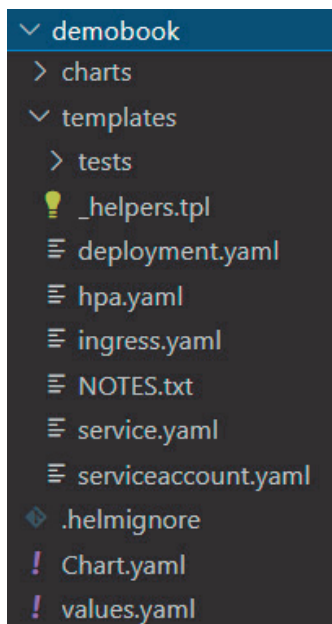 demobook
charts
templates
tests
_helpers.tpl
deployment.yaml
hpa.yaml
ingress.yaml
NOTES.txt
service.yaml
serviceaccount.yaml
.helmignore
! Chart.yaml
! values.yaml